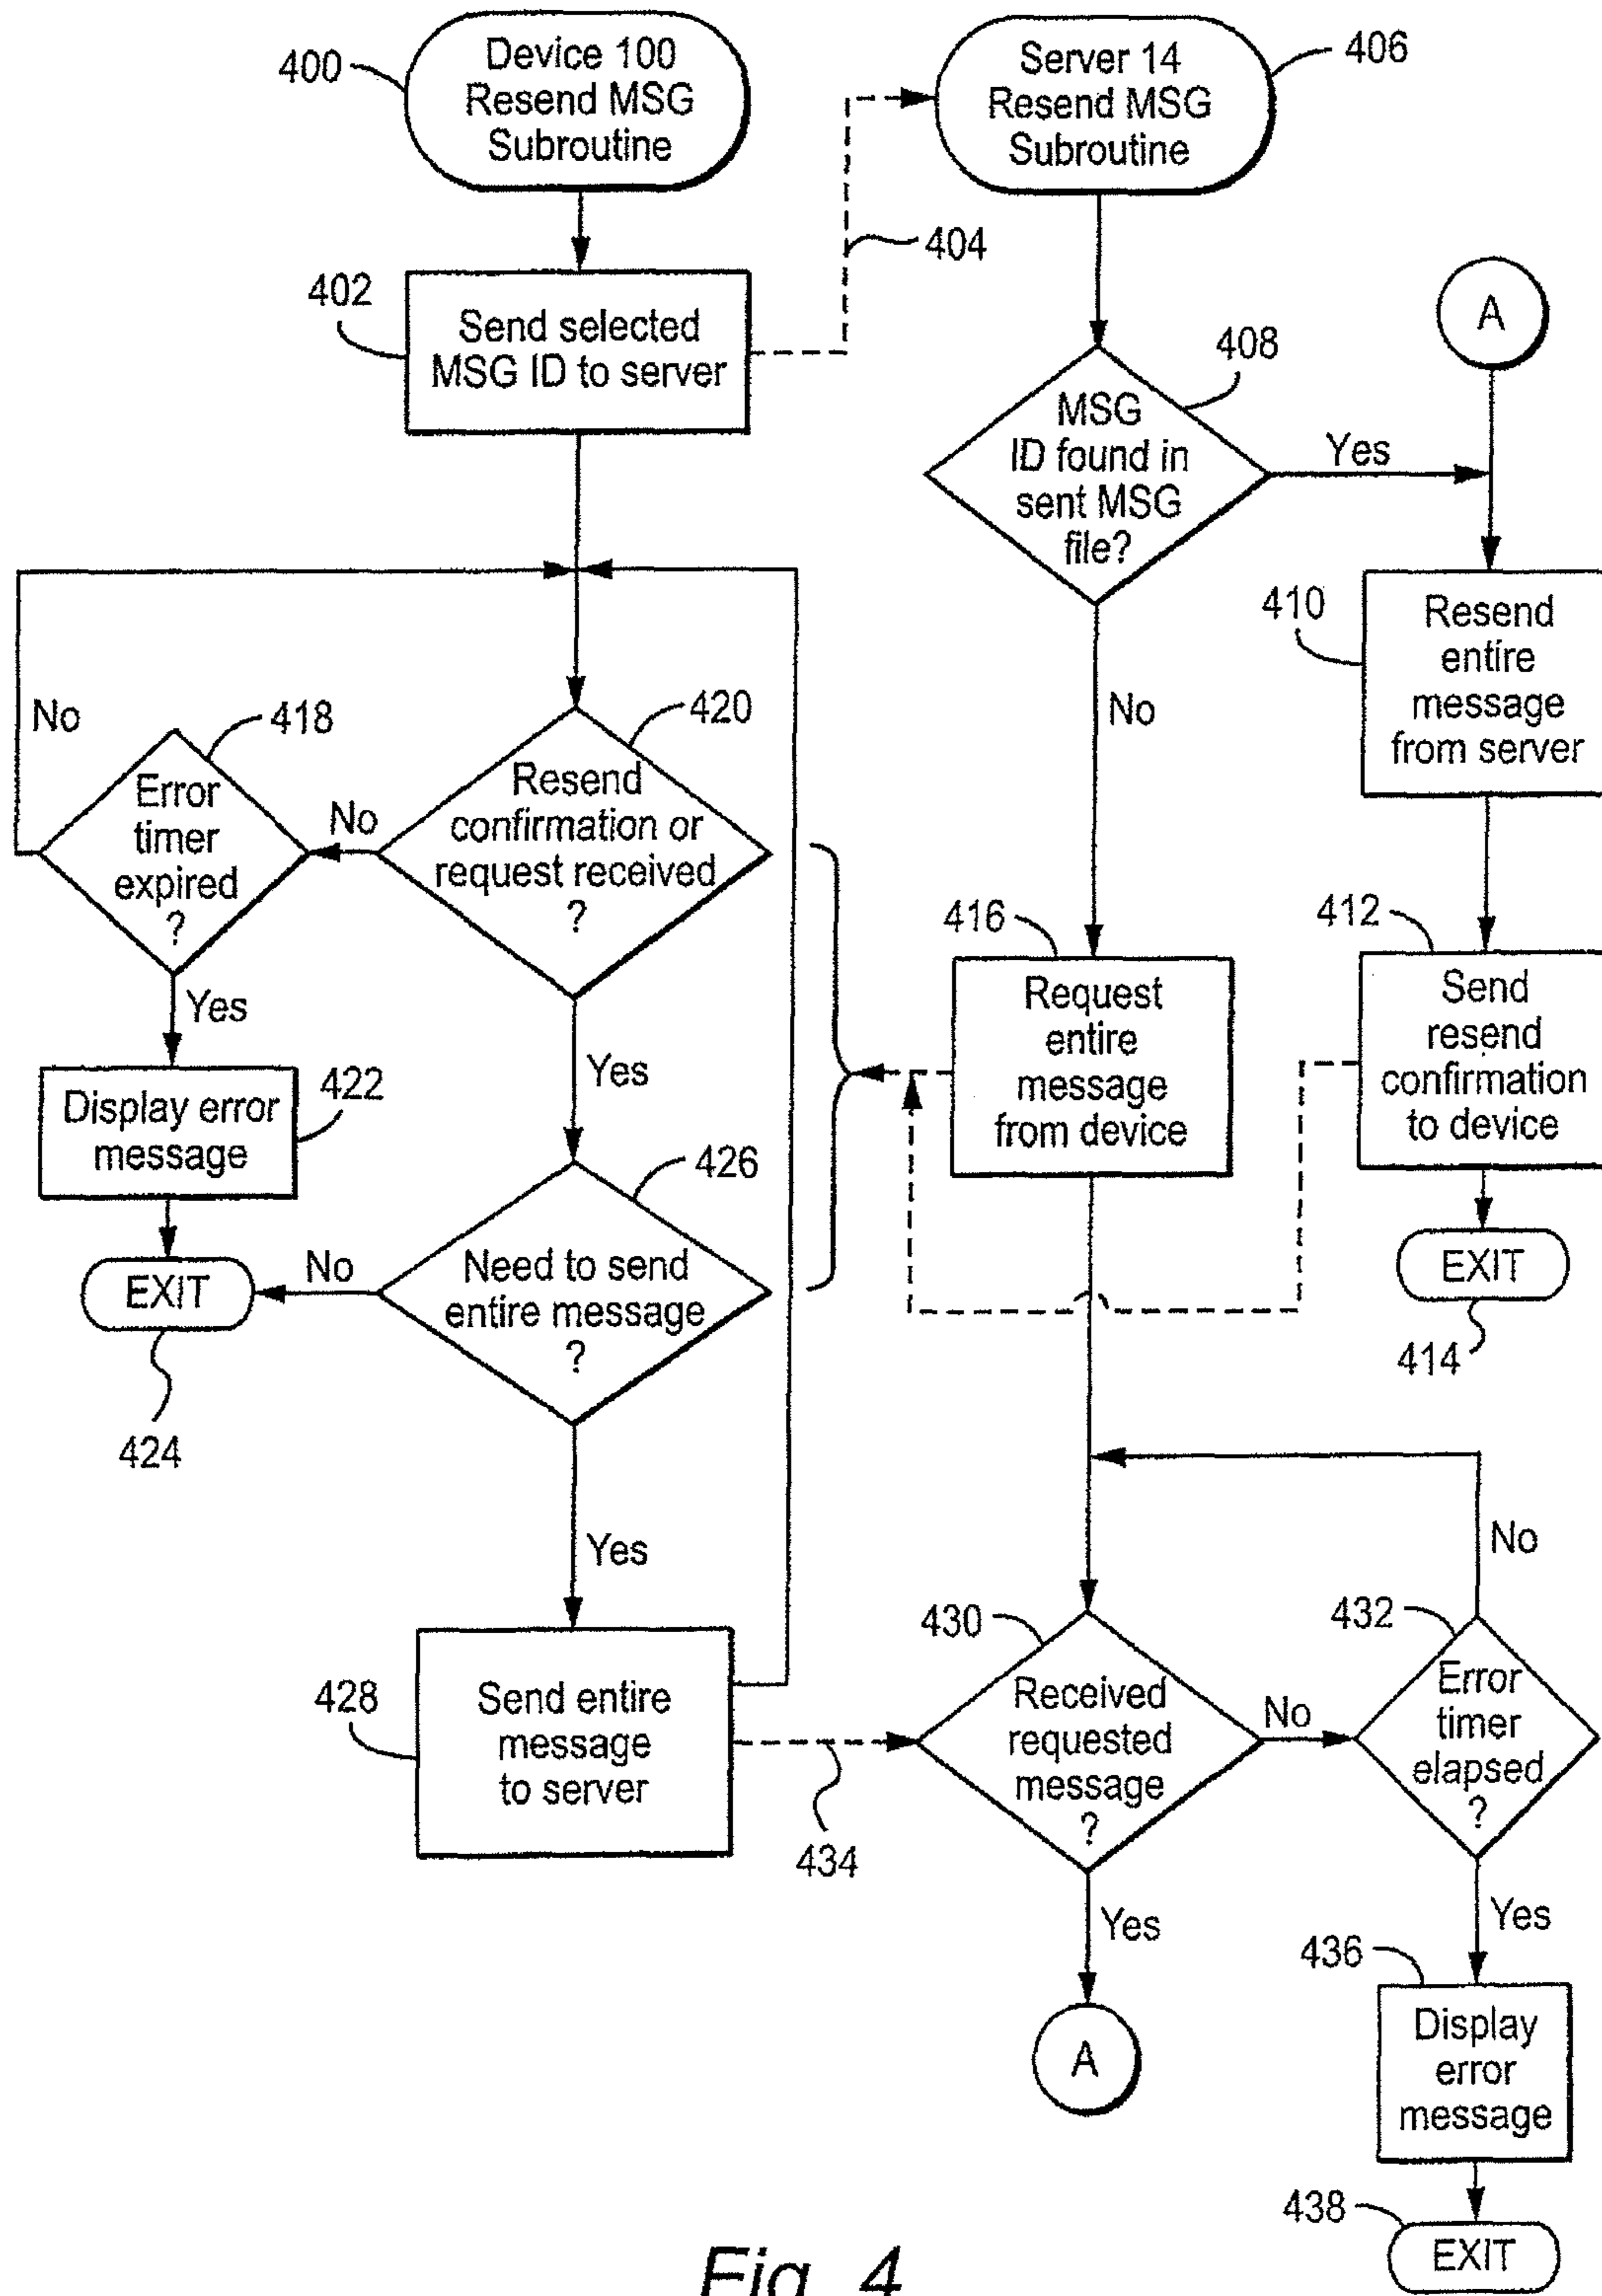 400
Device 100
Resend MSG
Subroutine
Server 14
Resend MSG
Subroutine
406
404
402
Send selected
MSG ID to server
A
408
MSG
ID found in
sent MSG
file?
Yes
No
410
Resend
entire
message
from server
No
418
Error
timer
expired
?
No
420
Resend
confirmation or
request received
?
Yes
Yes
416
Request
entire
message
from device
412
Send
resend
confirmation
to device
422
Display error
message
426
Need to send
entire message
?
No
EXIT
424
EXIT
414
Yes
No
428
Send entire
message
to server
434
430
Received
requested
message
?
No
432
Error
timer
elapsed
?
Yes
Yes
A
436
Display
error
message
438
EXIT
Fig. 4